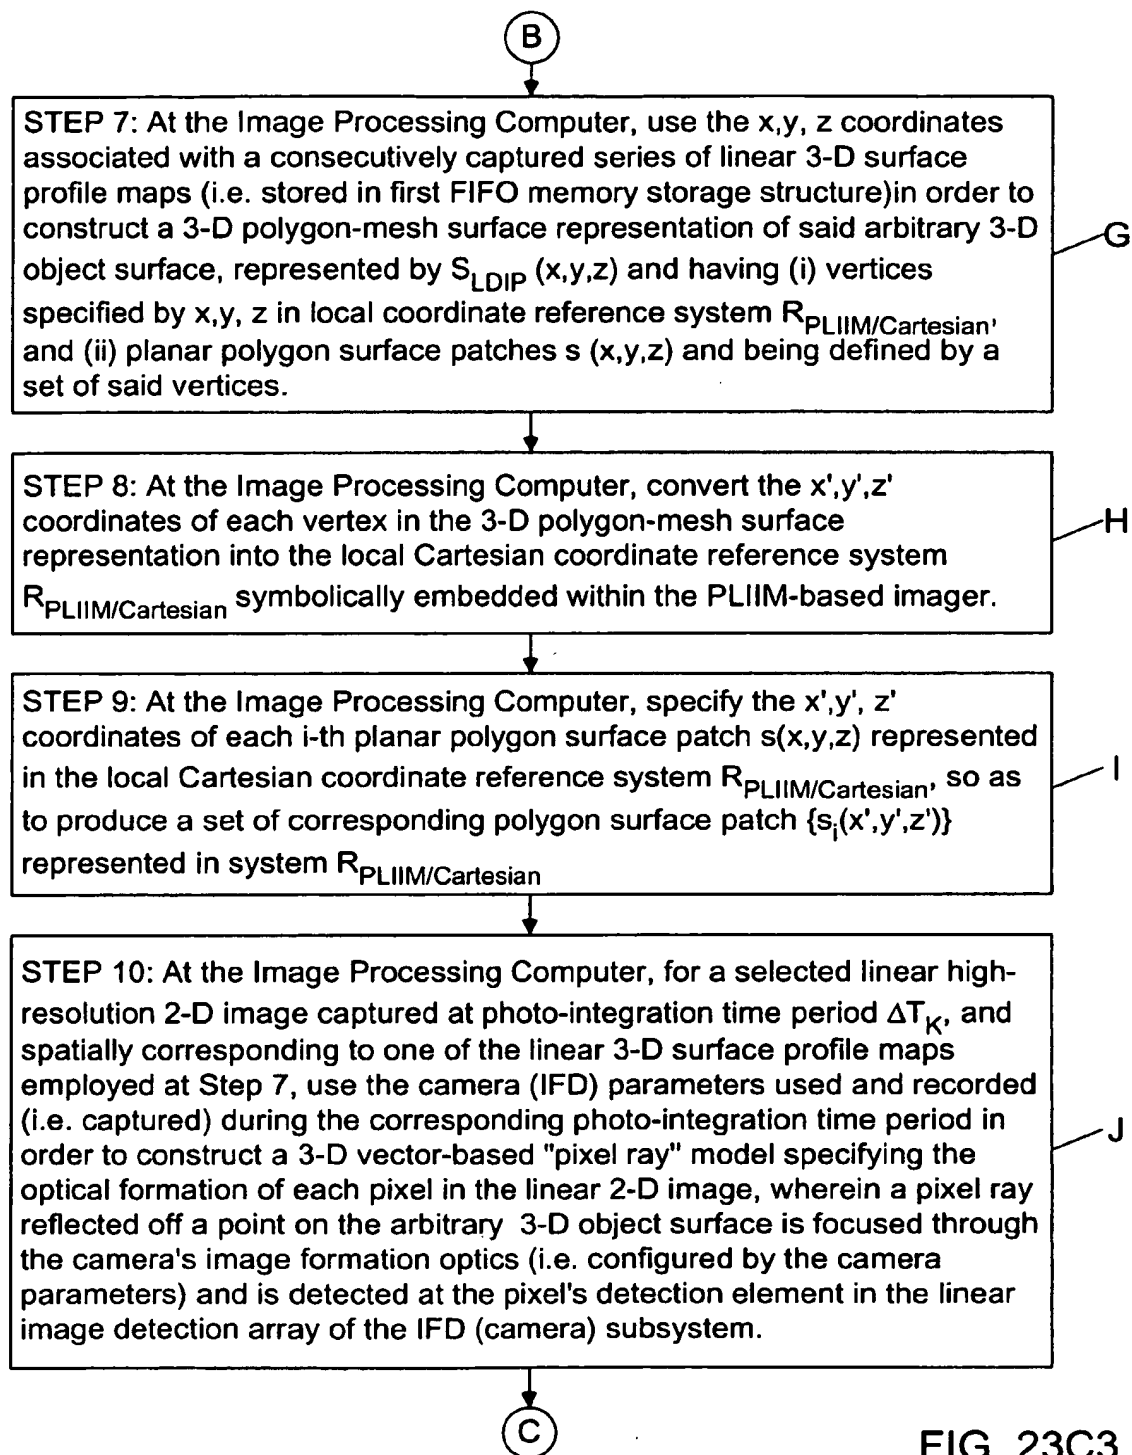 B
STEP 7: At the Image Processing Computer, use the x,y, z coordinates
associated with a consecutively captured series of linear 3-D surface
profile maps (i.e. stored in first FIFO memory storage structure)in order to
construct a 3-D polygon-mesh surface representation of said arbitrary 3-D
object surface, represented by S_LDIP (x,y,z) and having (i) vertices
specified by x,y, z in local coordinate reference system R_PLIIM/Cartesian,
and (ii) planar polygon surface patches s (x,y,z) and being defined by a
set of said vertices.
G
STEP 8: At the Image Processing Computer, convert the x',y',z'
coordinates of each vertex in the 3-D polygon-mesh surface
representation into the local Cartesian coordinate reference system
R_PLIIM/Cartesian symbolically embedded within the PLIIM-based imager.
H
STEP 9: At the Image Processing Computer, specify the x',y', z'
coordinates of each i-th planar polygon surface patch s(x,y,z) represented
in the local Cartesian coordinate reference system R_PLIIM/Cartesian, so as
to produce a set of corresponding polygon surface patch {s_i(x',y',z')}
represented in system R_PLIIM/Cartesian
I
STEP 10: At the Image Processing Computer, for a selected linear high-
resolution 2-D image captured at photo-integration time period ΔT_K, and
spatially corresponding to one of the linear 3-D surface profile maps
employed at Step 7, use the camera (IFD) parameters used and recorded
(i.e. captured) during the corresponding photo-integration time period in
order to construct a 3-D vector-based "pixel ray" model specifying the
optical formation of each pixel in the linear 2-D image, wherein a pixel ray
reflected off a point on the arbitrary 3-D object surface is focused through
the camera's image formation optics (i.e. configured by the camera
parameters) and is detected at the pixel's detection element in the linear
image detection array of the IFD (camera) subsystem.
J
C
FIG. 23C3